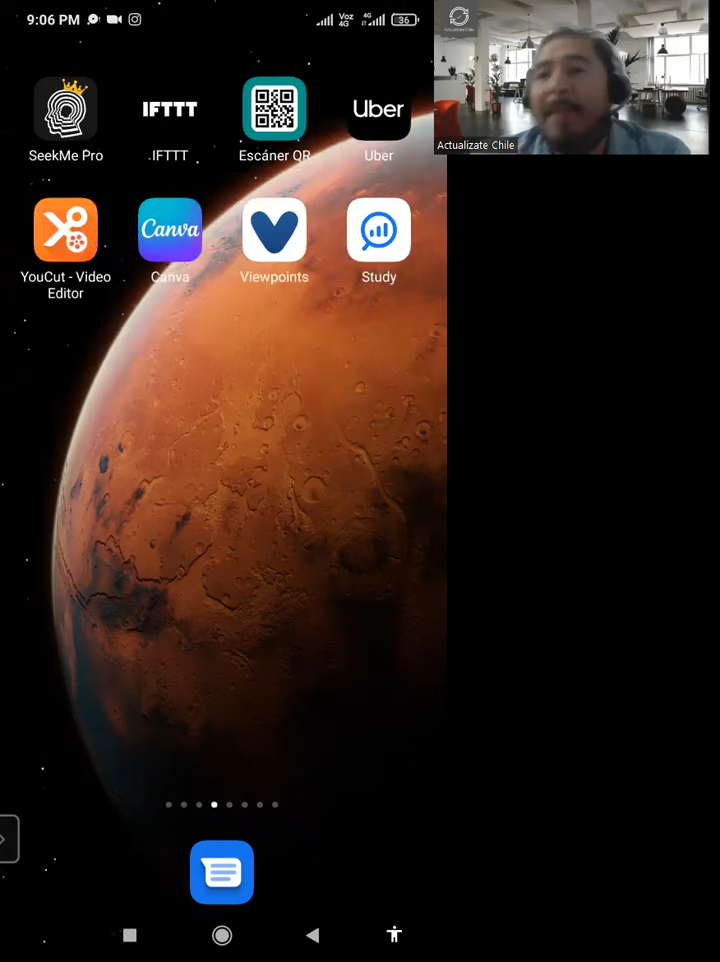 9:06 PM
Voz
4G
4G
36
ActualizateChile
SeekMe Pro
IFTTT
IFTTT
Escáner QR
Uber
Uber
Actualizate Chile
YouCut - Video
Editor
Canva
Canva
Viewpoints
Study